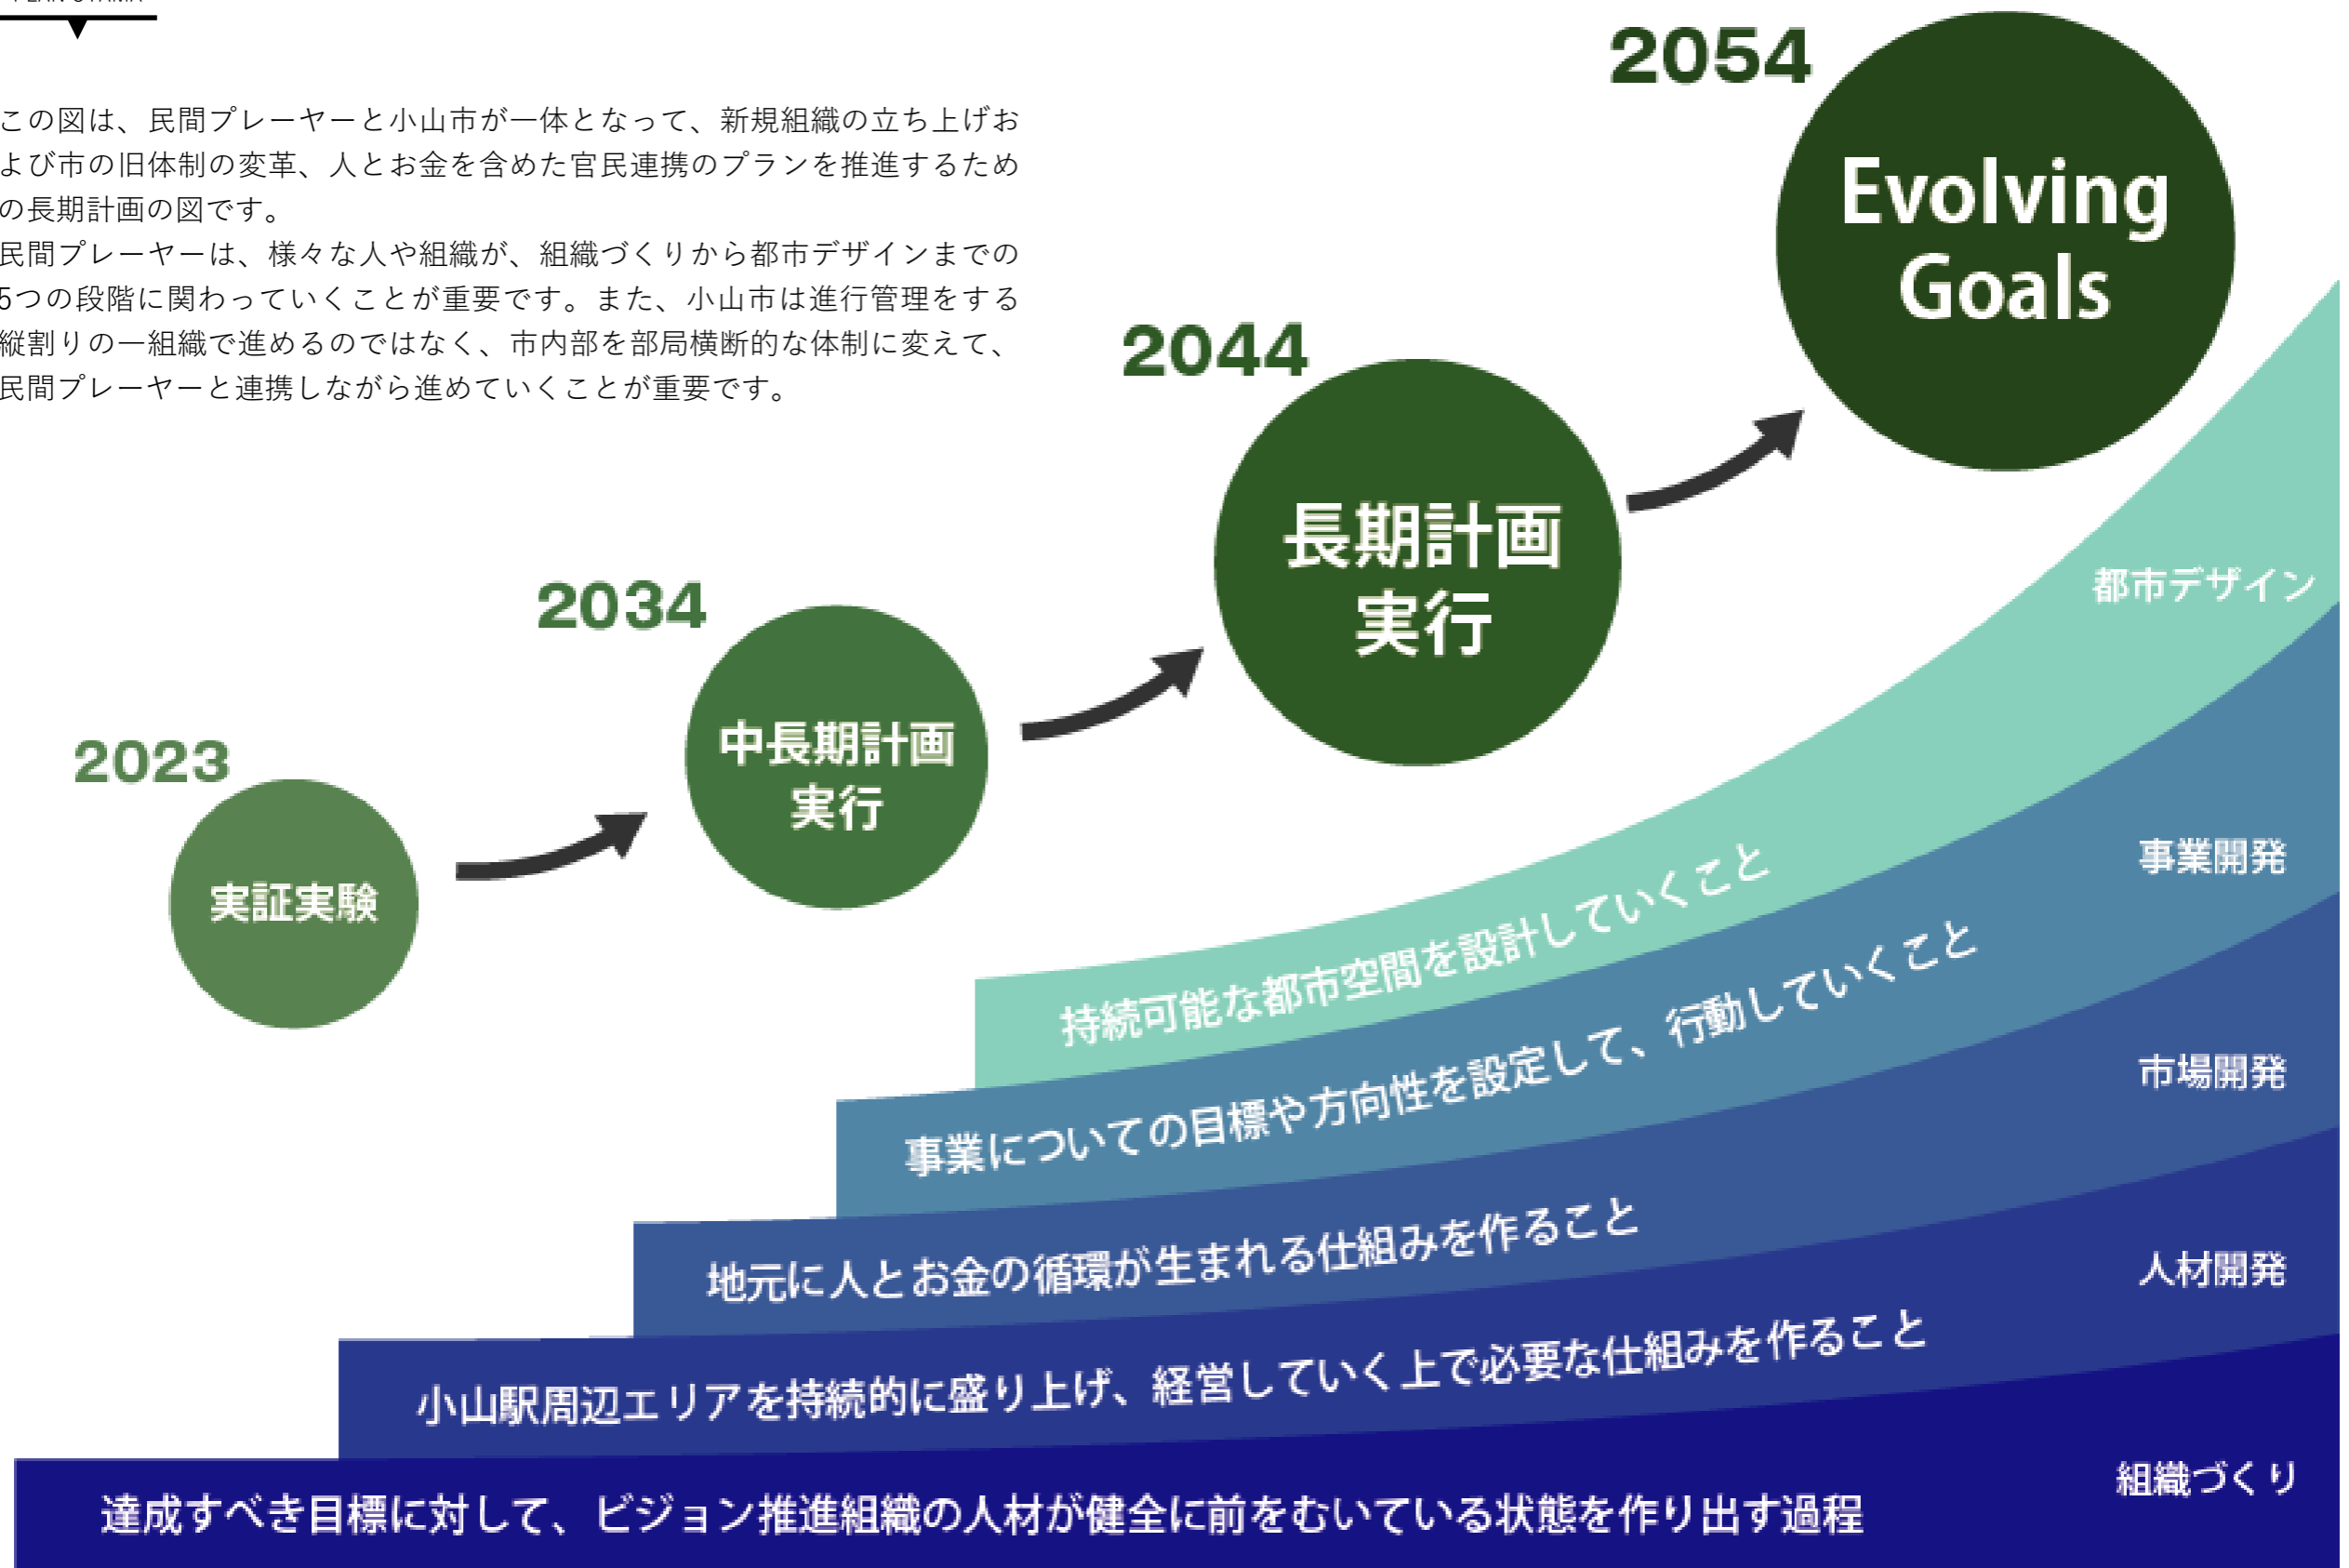 PLAN OYAMA
この図は、民間プレーヤーと小山市が一体となって、新規組織の立ち上げお
よび市の旧体制の変革、人とお金を含めた官民連携のプランを推進するため
の長期計画の図です。
民間プレーヤーは、様々な人や組織が、組織づくりから都市デザインまでの
5つの段階に関わっていくことが重要です。また、小山市は進行管理をする
縦割りの一組織で進めるのではなく、市内部を部局横断的な体制に変えて、
民間プレーヤーと連携しながら進めていくことが重要です。
2023
実証実験
2034
中長期計画
実行
2044
長期計画
実行
2054
Evolving
Goals
都市デザイン
持続可能な都市空間を設計していくこと
事業開発
事業についての目標や方向性を設定して、行動していくこと
市場開発
地元に人とお金の循環が生まれる仕組みを作ること
人材開発
小山駅周辺エリアを持続的に盛り上げ、経営していく上で必要な仕組みを作ること
組織づくり
達成すべき目標に対して、ビジョン推進組織の人材が健全に前をむいている状態を作り出す過程